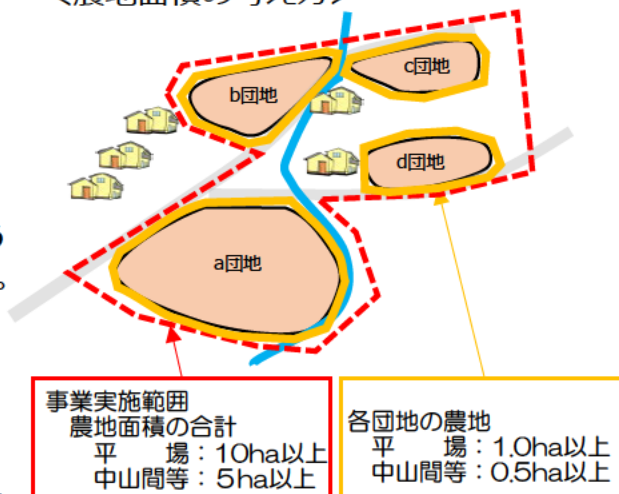 b団地
c団地
d団地
a団地
事業実施範囲
農地面積の合計
平　場：10ha以上
中山間等：5ha以上
各団地の農地
平　場：1.0ha以上
中山間等：0.5ha以上